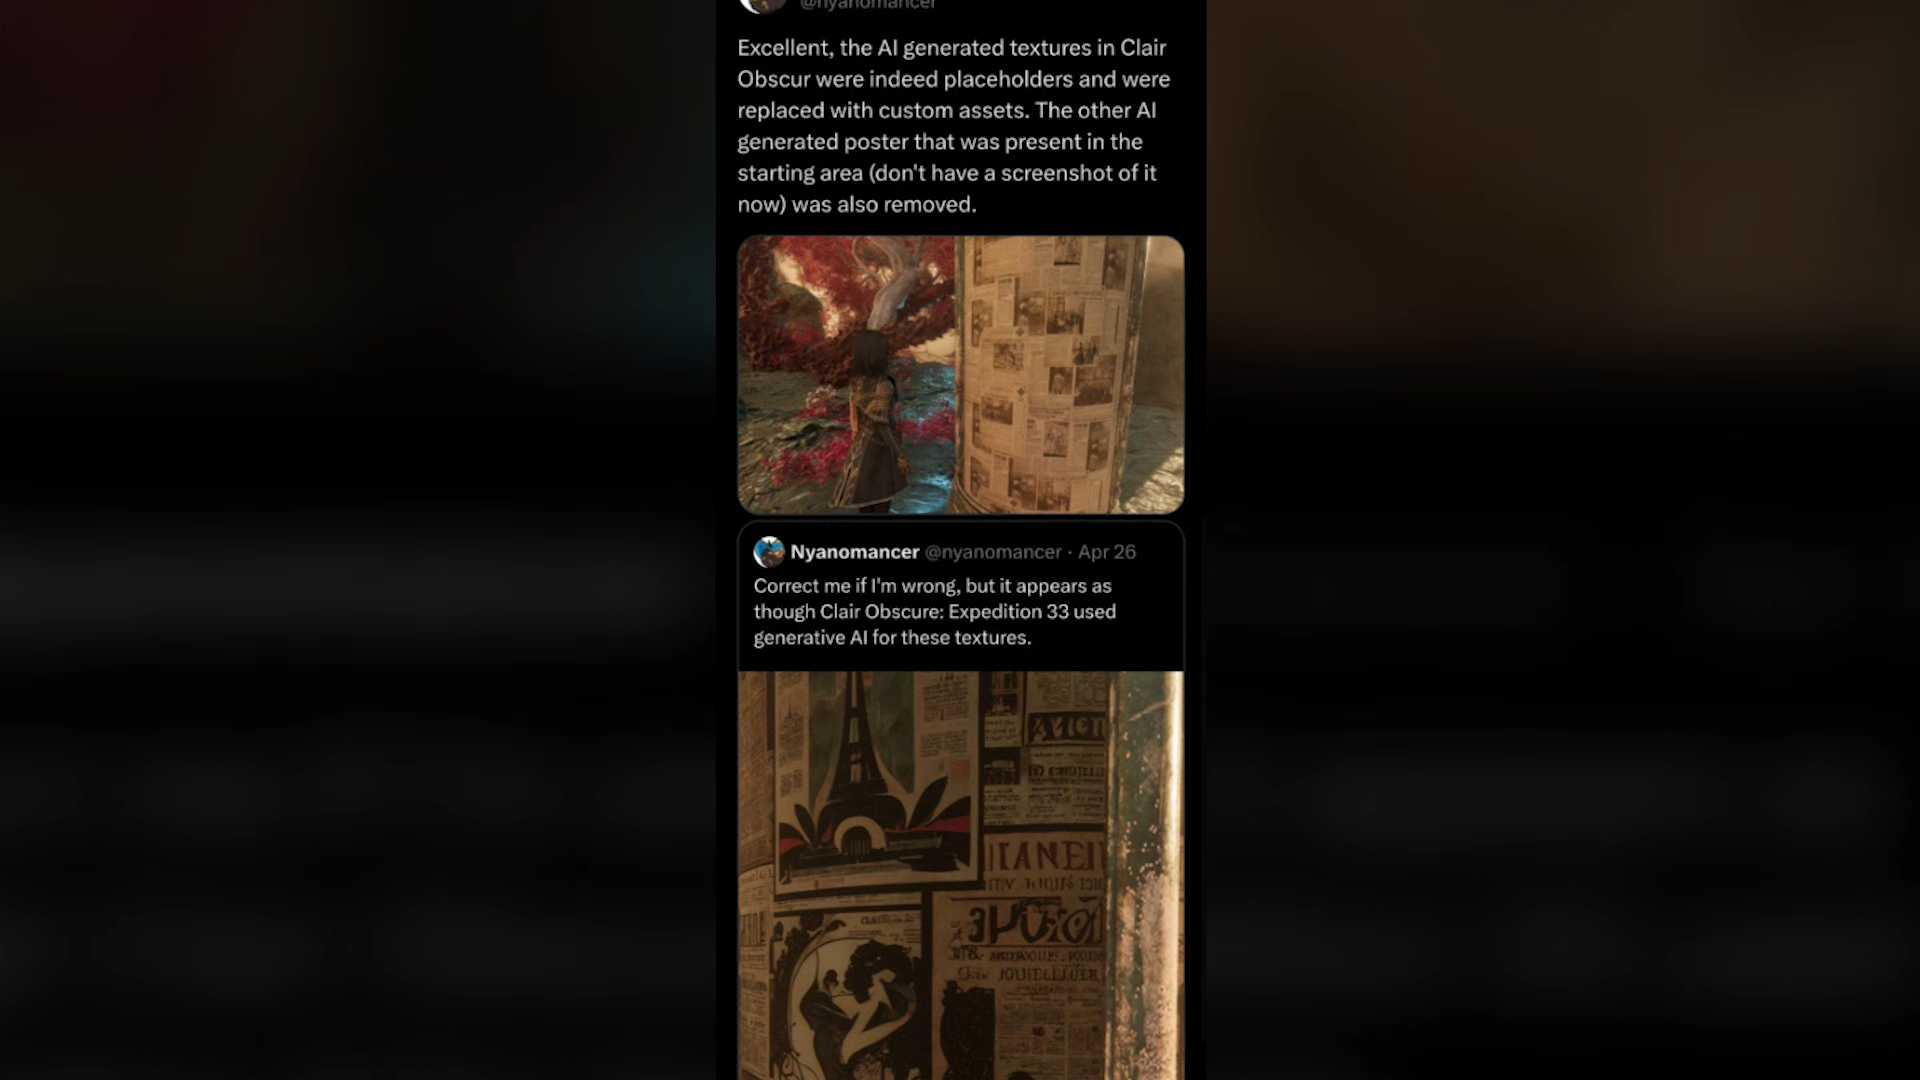 @nyanomancer
Excellent, the AI generated textures in Clair
Obscur were indeed placeholders and were
replaced with custom assets. The other AI
generated poster that was present in the
starting area (don't have a screenshot of it
now) was also removed.
Nyanomancer @nyanomancer · Apr 26
Correct me if I'm wrong, but it appears as
though Clair Obscure: Expedition 33 used
generative AI for these textures.